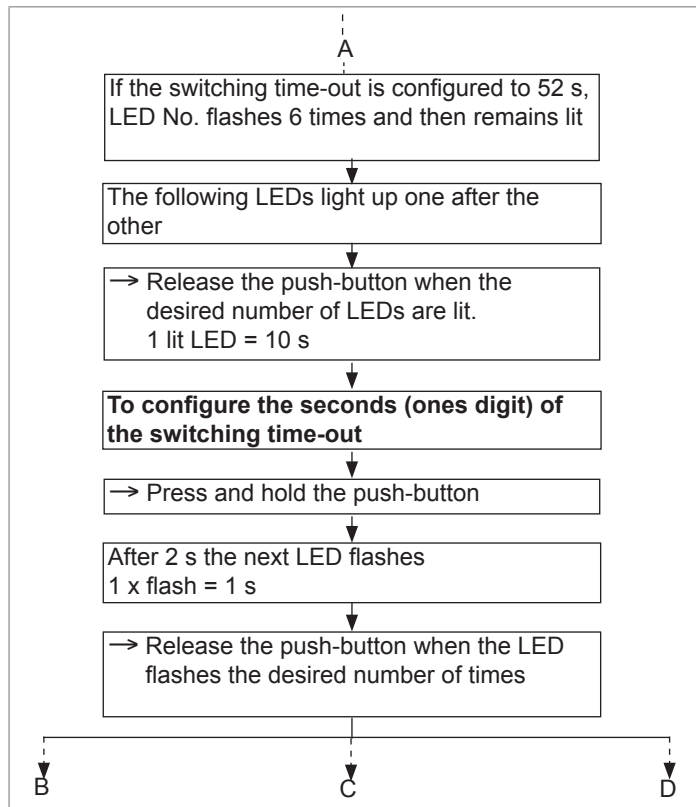 A
If the switching time-out is configured to 52 s,
LED No. flashes 6 times and then remains lit
The following LEDs light up one after the
other
→ Release the push-button when the
desired number of LEDs are lit.
1 lit LED = 10 s
To configure the seconds (ones digit) of
the switching time-out
→ Press and hold the push-button
After 2 s the next LED flashes
1 x flash = 1 s
→ Release the push-button when the LED
flashes the desired number of times
B C D